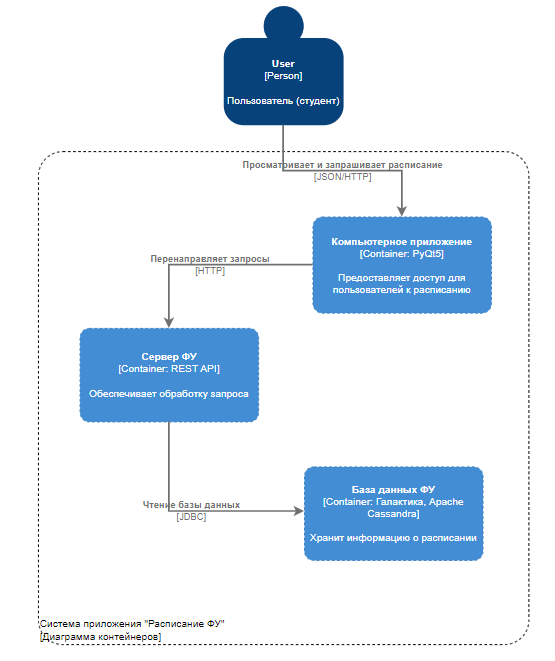 User
[Person]
Пользователь (студент)
Просматривает и запрашивает расписание
[JSON/HTTP]
Компьютерное приложение
[Container: PyQt5]
Предоставляет доступ для
пользователей к расписанию
Перенаправляет запросы
[HTTP]
Сервер ФУ
[Container: REST API]
Обеспечивает обработку запроса
База данных ФУ
[Container: Галактика, Apache
Cassandra]
Хранит информацию о расписании
Чтение базы данных
[JDBC]
Система приложения "Расписание ФУ"
[Диаграмма контейнеров]